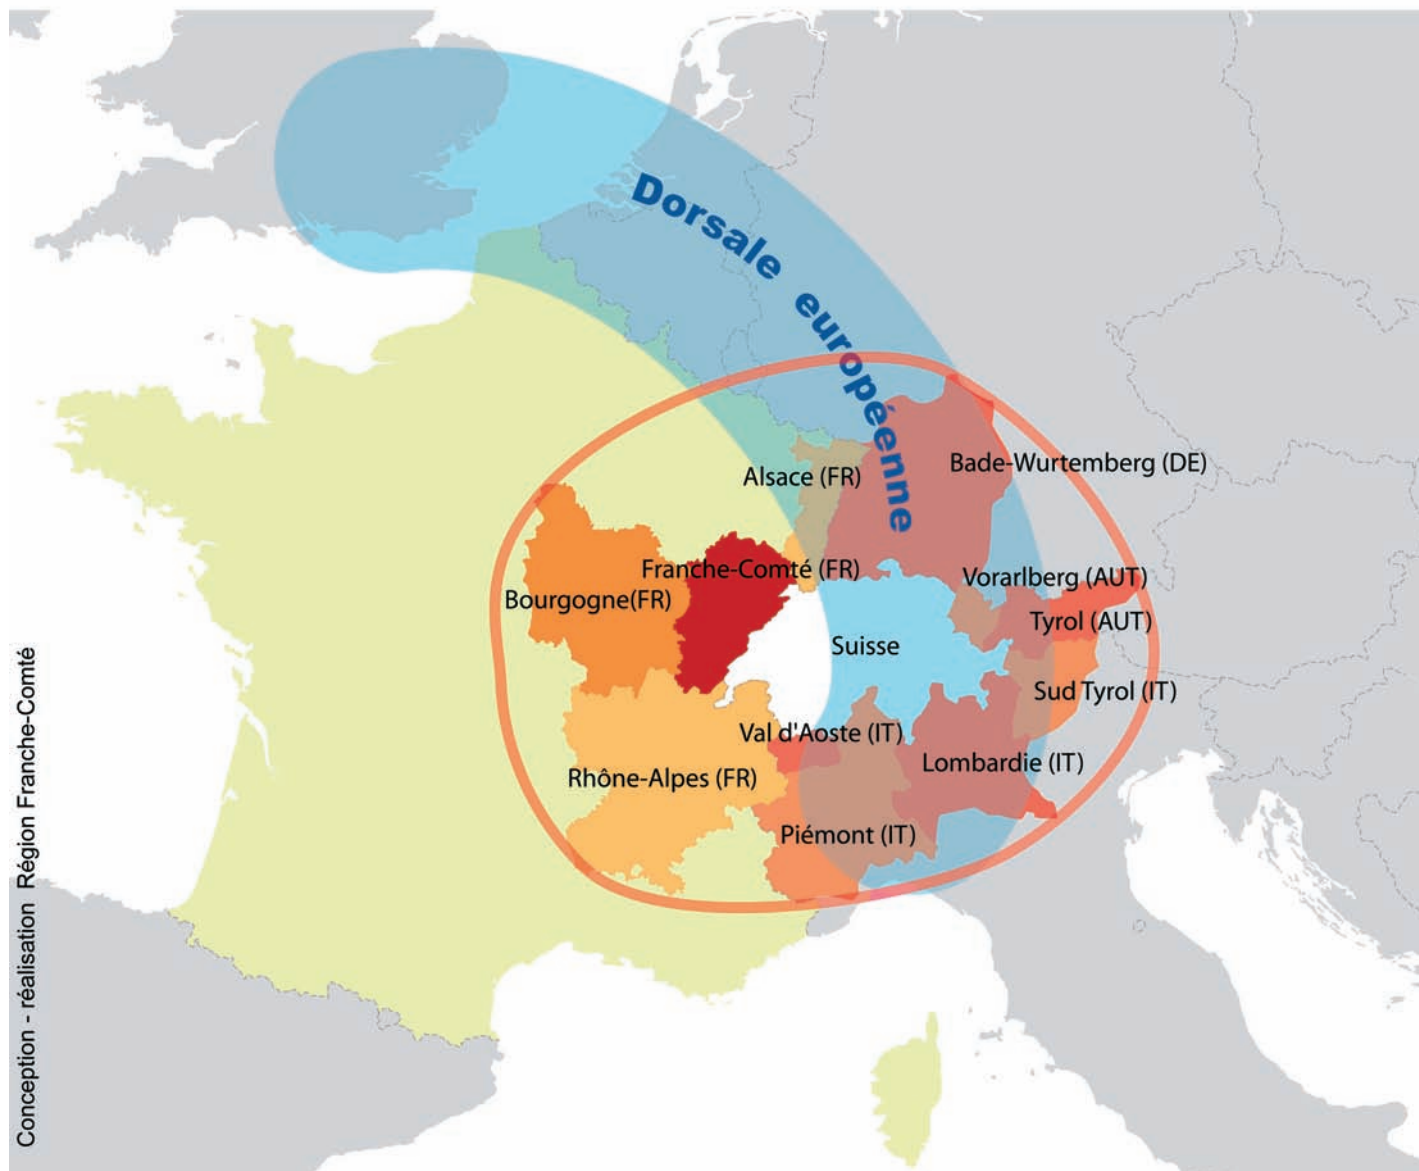 Dorsale européenne
Alsace (FR)
Bade-Wurtemberg (DE)
Franche-Comté (FR)
Vorarlberg (AUT)
Bourgogne(FR)
Tyrol (AUT)
Suisse
Sud Tyrol (IT)
Val d'Aoste (IT)
Lombardie (IT)
Rhône-Alpes (FR)
Piémont (IT)
Conception - réalisation Région Franche-Comté